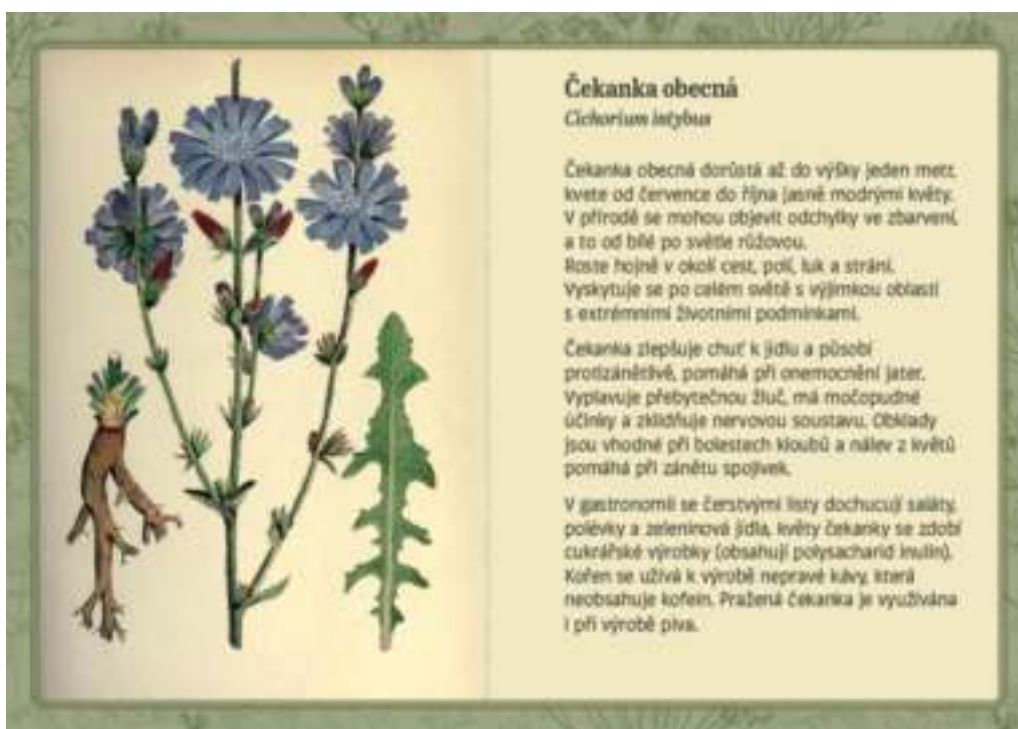 Čekanka obecná
Cichorium intybus
Čekanka obecná dorůstá až do výšky jeden metr,
kvete od července do října jasně modrými květy.
V přírodě se mohou objevit odchylky ve zbarvení,
a to od bílé po světle růžovou.
Roste hojně v okolí cest, polí, luk a strání.
Vyskytuje se po celém světě s výjimkou oblastí
s extrémními životními podmínkami.
Čekanka zlepšuje chuť k jídlu a působí
protizánětlivě, pomáhá při onemocnění jater.
Vyplavuje přebytečnou žluč, má močopudné
účinky a zklidňuje nervovou soustavu. Obklady
jsou vhodné při bolestech kloubů a nálev z květů
pomáhá při zánětu spojivek.
V gastronomii se čerstvými listy dochucují saláty,
polévky a zeleninová jídla, květy čekanky se zdobí
cukrářské výrobky (obsahují polysacharid inulin).
Kořen se užívá k výrobě nepravé kávy, která
neobsahuje kofein. Pražená čekanka je využívána
i při výrobě piva.